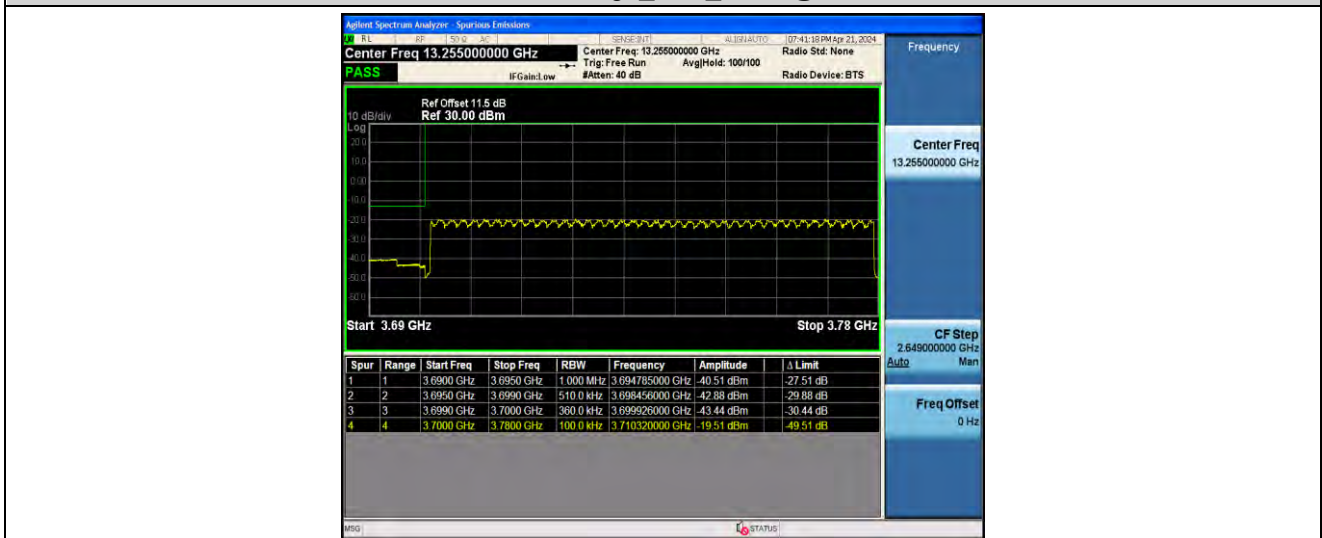 Agilent Spectrum Analyzer - Spurious Emissions
RL RF 50 Ω AC SENSE:INT ALIGNAUTO 07:41:18 PM Apr 21, 2024
Center Freq 13.255000000 GHz
Center Freq: 13.255000000 GHz
Radio Std: None
Trig: Free Run Avg|Hold: 100/100
PASS IFGain:Low #Atten: 40 dB Radio Device: BTS
Ref Offset 11.5 dB
10 dB/div Ref 30.00 dBm
Log
20.0
10.0
0.00
-10.0
-20.0
-30.0
-40.0
-50.0
-60.0
Start 3.69 GHz Stop 3.78 GHz
Spur Range Start Freq Stop Freq RBW Frequency Amplitude Δ Limit
1 1 3.6900 GHz 3.6950 GHz 1.000 MHz 3.694785000 GHz -40.51 dBm -27.51 dB
2 2 3.6950 GHz 3.6990 GHz 510.0 kHz 3.698456000 GHz -42.88 dBm -29.88 dB
3 3 3.6990 GHz 3.7000 GHz 360.0 kHz 3.699926000 GHz -43.44 dBm -30.44 dB
4 4 3.7000 GHz 3.7800 GHz 100.0 kHz 3.710320000 GHz -19.51 dBm -49.51 dB
MSG STATUS
Frequency
Center Freq
13.255000000 GHz
CF Step
2.649000000 GHz
Auto Man
Freq Offset
0 Hz